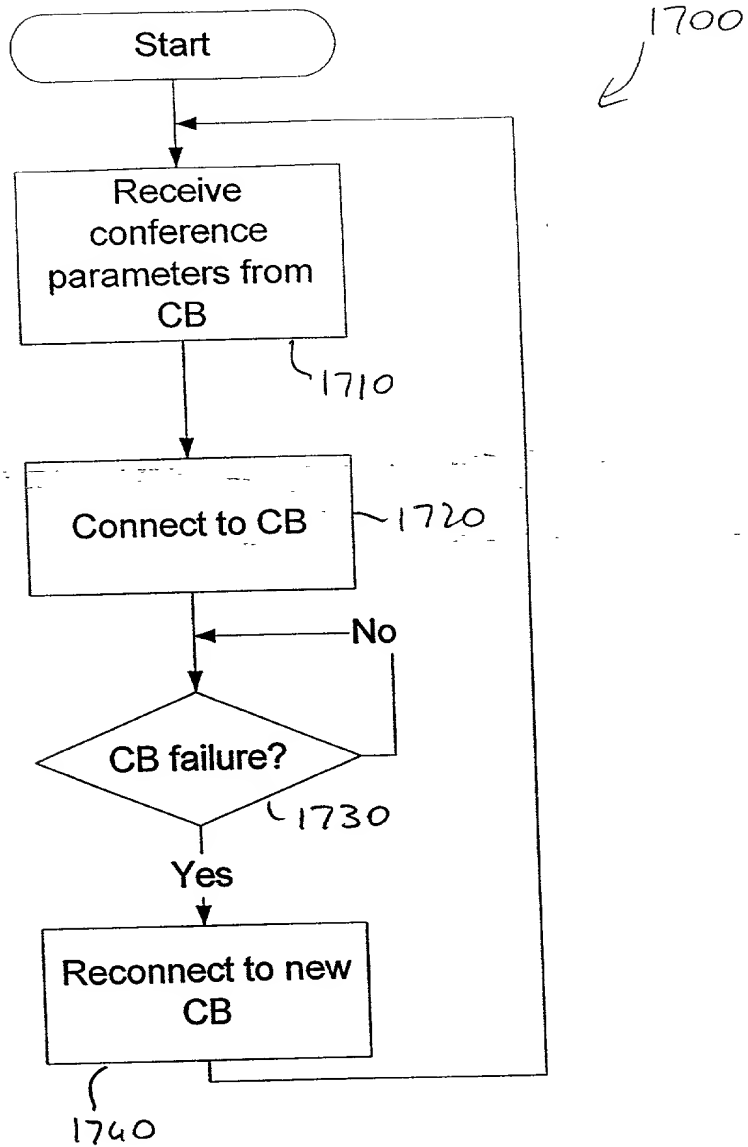 Start
1700
Receive
conference
parameters from
CB
1710
Connect to CB
1720
No
CB failure?
1730
Yes
Reconnect to new
CB
1740